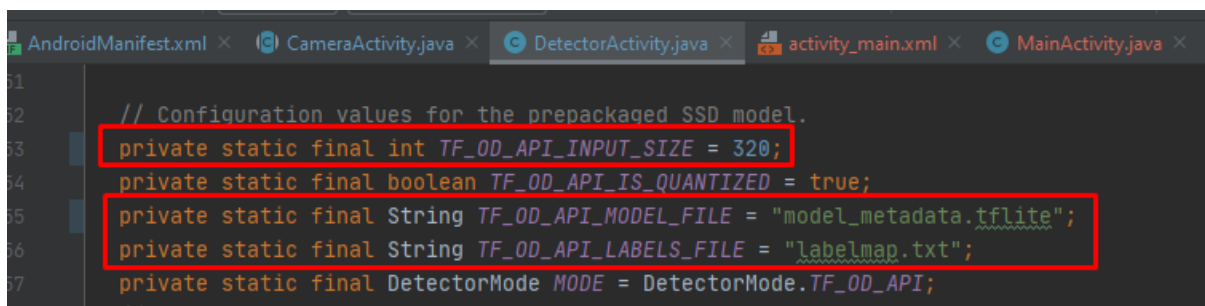 AndroidManifest.xml × CameraActivity.java × DetectorActivity.java × activity_main.xml × MainActivity.java ×
51
52 // Configuration values for the prepackaged SSD model.
53 private static final int TF_OD_API_INPUT_SIZE = 320;
54 private static final boolean TF_OD_API_IS_QUANTIZED = true;
55 private static final String TF_OD_API_MODEL_FILE = "model_metadata.tflite";
56 private static final String TF_OD_API_LABELS_FILE = "labelmap.txt";
57 private static final DetectorMode MODE = DetectorMode.TF_OD_API;